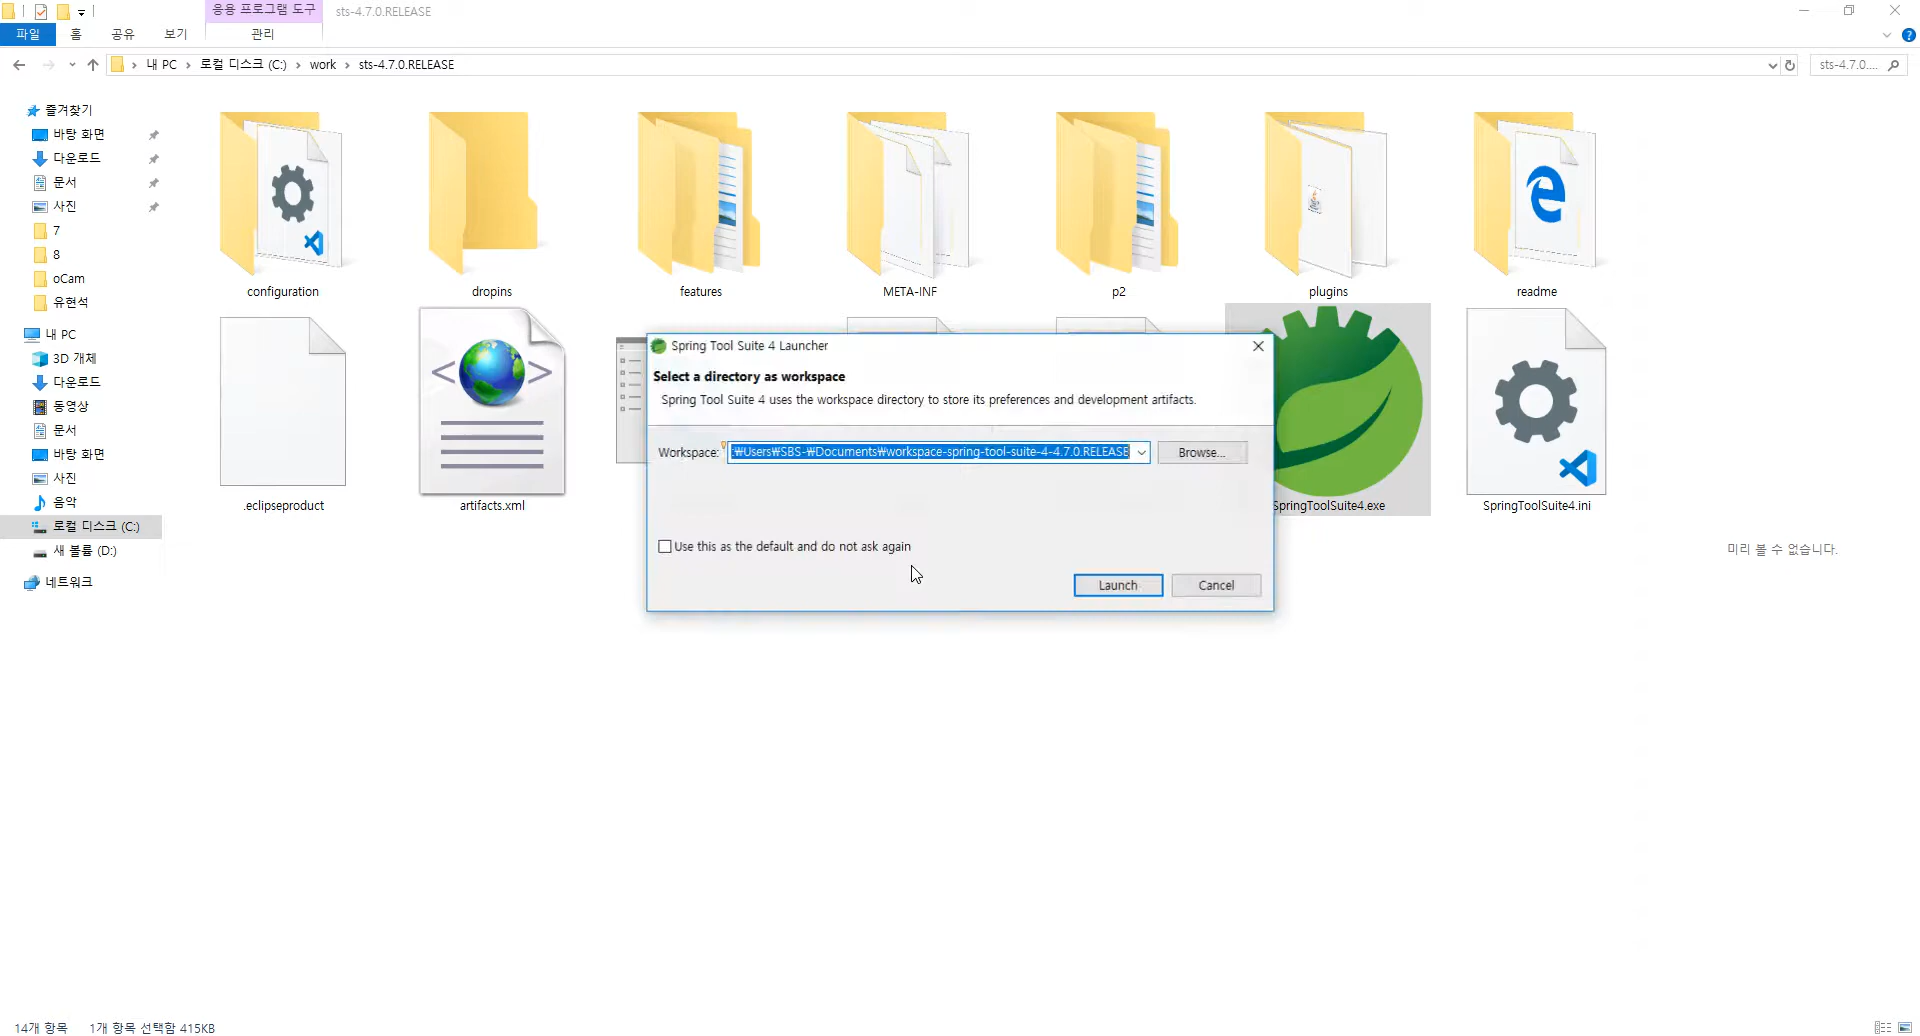 응용 프로그램 도구
sts-4.7.0.RELEASE
파일
홈
공유
보기
관리
내 PC
로컬 디스크 (C:)
work
sts-4.7.0.RELEASE
sts-4.7.0....
즐겨찾기
바탕 화면
다운로드
문서
사진
7
8
oCam
유현석
내 PC
3D 개체
다운로드
동영상
문서
바탕 화면
사진
음악
로컬 디스크 (C:)
새 볼륨 (D:)
네트워크
configuration
dropins
features
META-INF
p2
plugins
readme
.eclipseproduct
artifacts.xml
SpringToolSuite4.exe
SpringToolSuite4.ini
Spring Tool Suite 4 Launcher
Select a directory as workspace
Spring Tool Suite 4 uses the workspace directory to store its preferences and development artifacts.
Workspace:
:₩Users₩SBS-₩Documents₩workspace-spring-tool-suite-4-4.7.0.RELEASE
Browse...
Use this as the default and do not ask again
Launch
Cancel
미리 볼 수 없습니다.
14개 항목
1개 항목 선택함 415KB